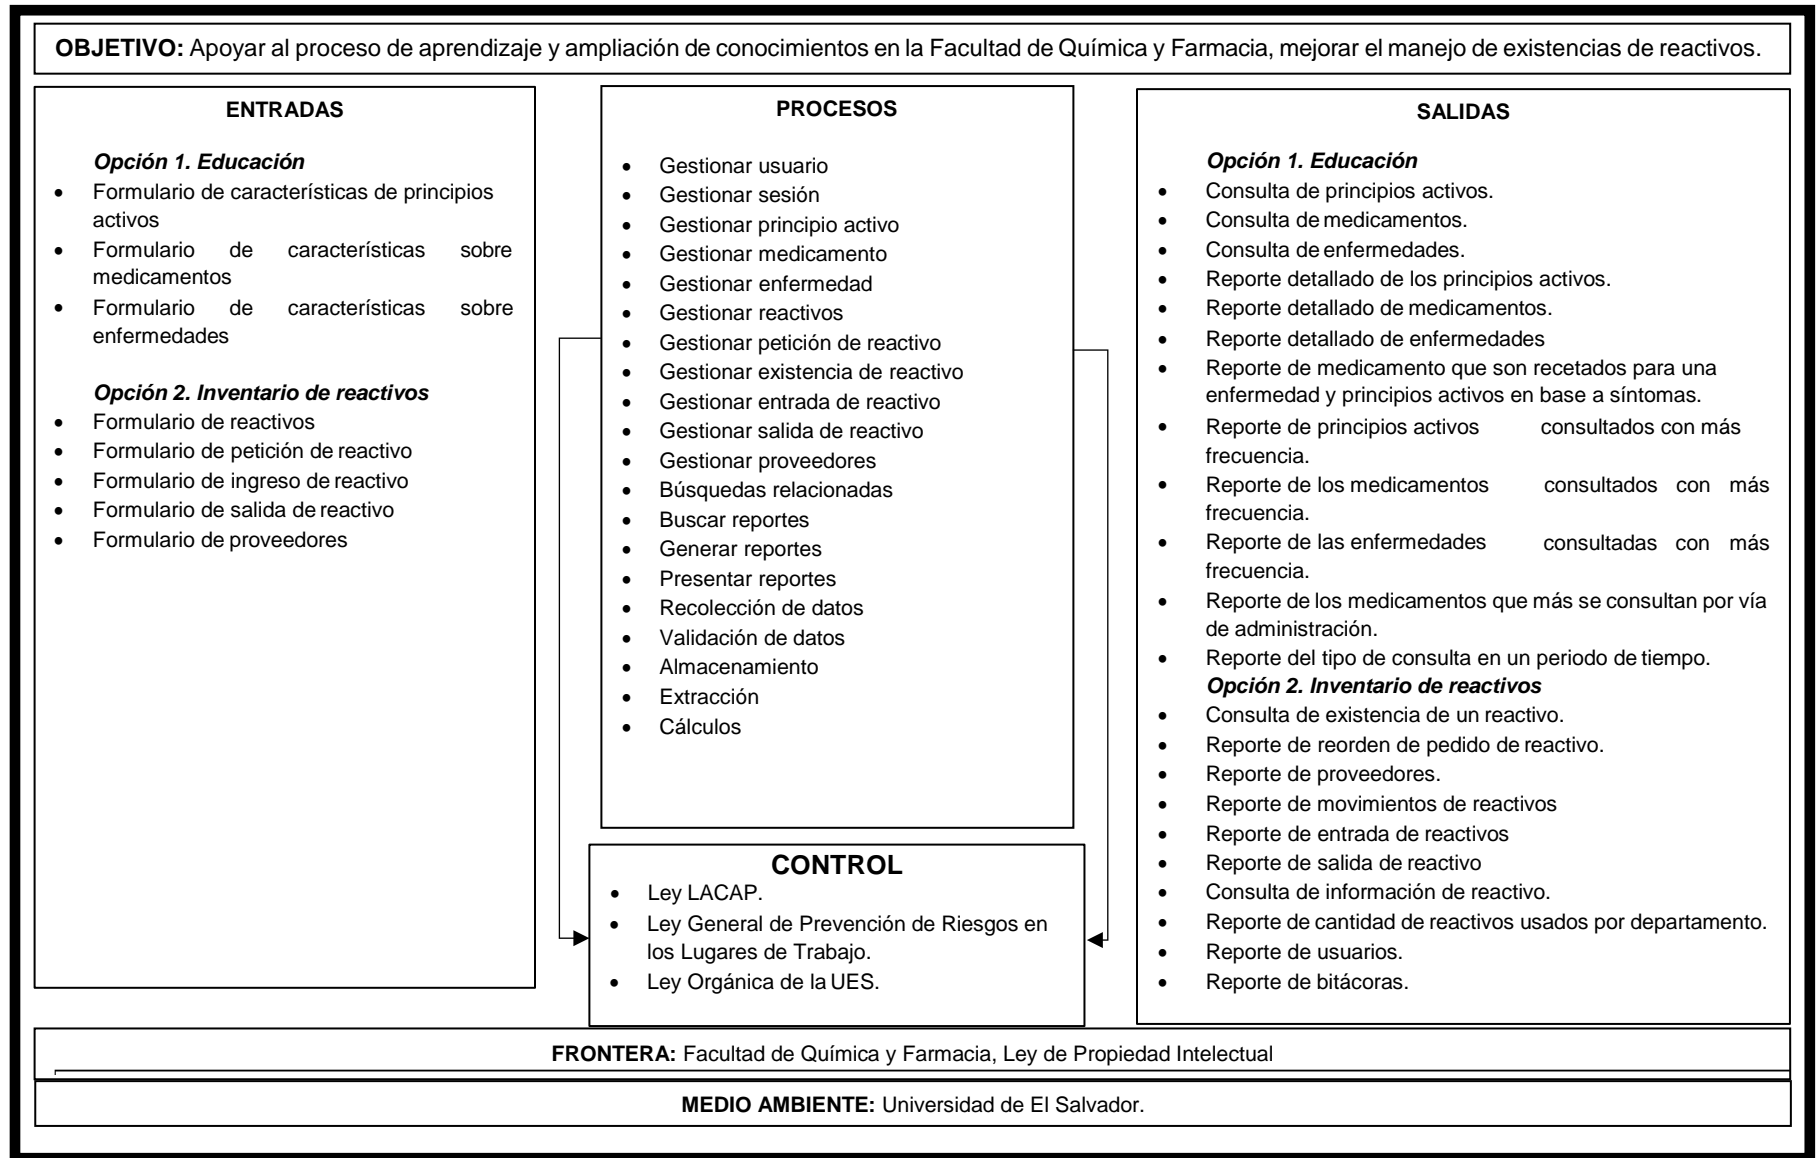 OBJETIVO: Apoyar al proceso de aprendizaje y ampliación de conocimientos en la Facultad de Química y Farmacia, mejorar el manejo de existencias de reactivos.
ENTRADAS
Opción 1. Educación
• Formulario de características de principios
activos
• Formulario de características sobre
medicamentos
• Formulario de características sobre
enfermedades
Opción 2. Inventario de reactivos
• Formulario de reactivos
• Formulario de petición de reactivo
• Formulario de ingreso de reactivo
• Formulario de salida de reactivo
• Formulario de proveedores
PROCESOS
• Gestionar usuario
• Gestionar sesión
• Gestionar principio activo
• Gestionar medicamento
• Gestionar enfermedad
• Gestionar reactivos
• Gestionar petición de reactivo
• Gestionar existencia de reactivo
• Gestionar entrada de reactivo
• Gestionar salida de reactivo
• Gestionar proveedores
• Búsquedas relacionadas
• Buscar reportes
• Generar reportes
• Presentar reportes
• Recolección de datos
• Validación de datos
• Almacenamiento
• Extracción
• Cálculos
CONTROL
• Ley LACAP.
• Ley General de Prevención de Riesgos en
los Lugares de Trabajo.
• Ley Orgánica de la UES.
SALIDAS
Opción 1. Educación
• Consulta de principios activos.
• Consulta de medicamentos.
• Consulta de enfermedades.
• Reporte detallado de los principios activos.
• Reporte detallado de medicamentos.
• Reporte detallado de enfermedades
• Reporte de medicamento que son recetados para una
enfermedad y principios activos en base a síntomas.
• Reporte de principios activos consultados con más
frecuencia.
• Reporte de los medicamentos consultados con más
frecuencia.
• Reporte de las enfermedades consultadas con más
frecuencia.
• Reporte de los medicamentos que más se consultan por vía
de administración.
• Reporte del tipo de consulta en un periodo de tiempo.
Opción 2. Inventario de reactivos
• Consulta de existencia de un reactivo.
• Reporte de reorden de pedido de reactivo.
• Reporte de proveedores.
• Reporte de movimientos de reactivos
• Reporte de entrada de reactivos
• Reporte de salida de reactivo
• Consulta de información de reactivo.
• Reporte de cantidad de reactivos usados por departamento.
• Reporte de usuarios.
• Reporte de bitácoras.
FRONTERA: Facultad de Química y Farmacia, Ley de Propiedad Intelectual
MEDIO AMBIENTE: Universidad de El Salvador.